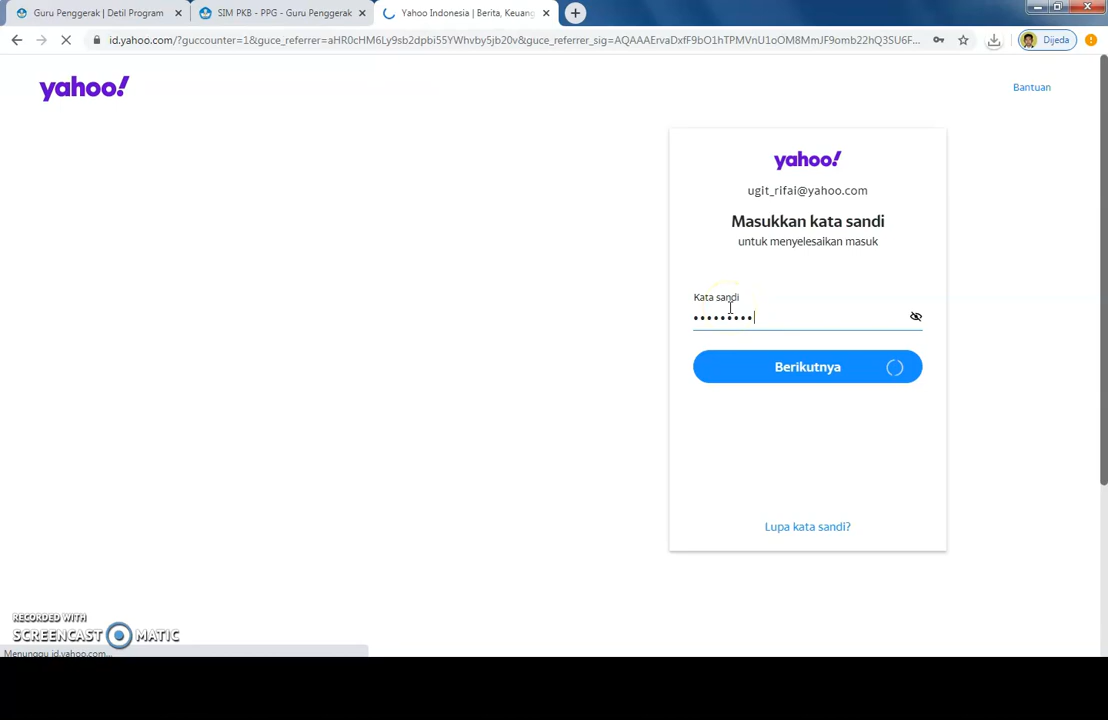 Guru Penggerak | Detil Program
SIM PKB - PPG - Guru Penggerak
Yahoo Indonesia | Berita, Keuang
id.yahoo.com/?guccounter=1&guce_referrer=aHR0cHM6Ly9sb2dpbi55YWhvby5jb20v&guce_referrer_sig=AQAAAErvaDxfF9bO1hTPMVnU1oOM8MmJF9omb22hQ3SU6F...
Dijeda
yahoo!
Bantuan
yahoo!
ugit_rifai@yahoo.com
Masukkan kata sandi
untuk menyelesaikan masuk
Kata sandi
•••••••••
Berikutnya
Lupa kata sandi?
RECORDED WITH
SCREENCAST MATIC
Menunggu id.yahoo.com...